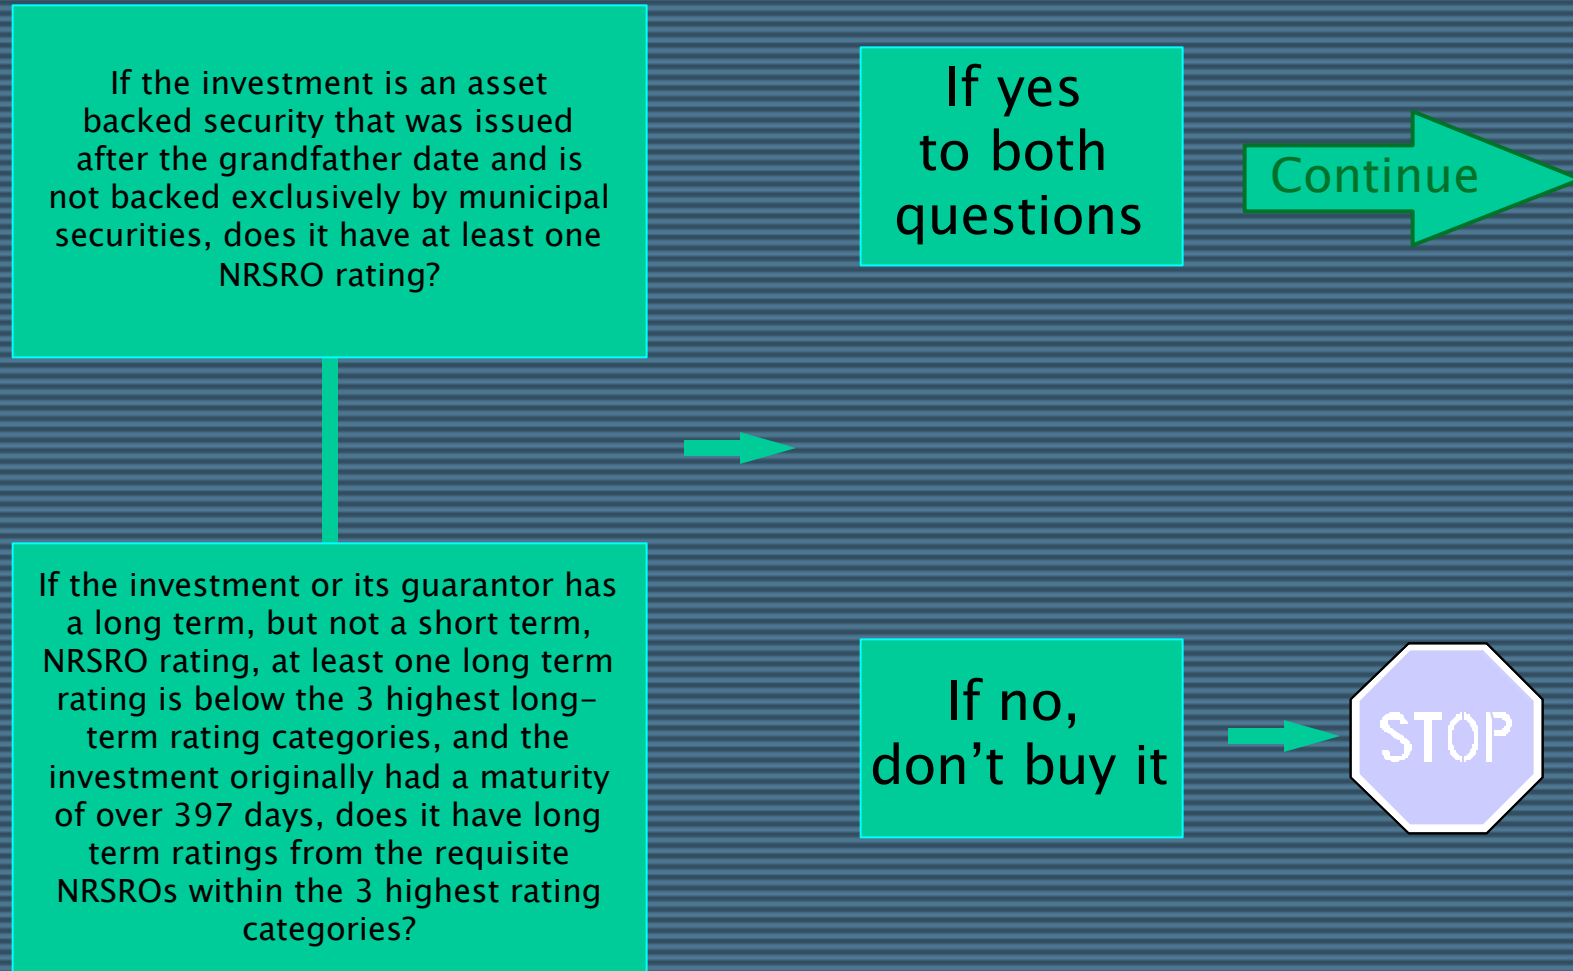 If the investment is an asset
backed security that was issued
after the grandfather date and is
not backed exclusively by municipal
securities, does it have at least one
NRSRO rating?
If yes
to both
questions
Continue
If the investment or its guarantor has
a long term, but not a short term,
NRSRO rating, at least one long term
rating is below the 3 highest long-
term rating categories, and the
investment originally had a maturity
of over 397 days, does it have long
term ratings from the requisite
NRSROs within the 3 highest rating
categories?
If no,
don’t buy it
STOP